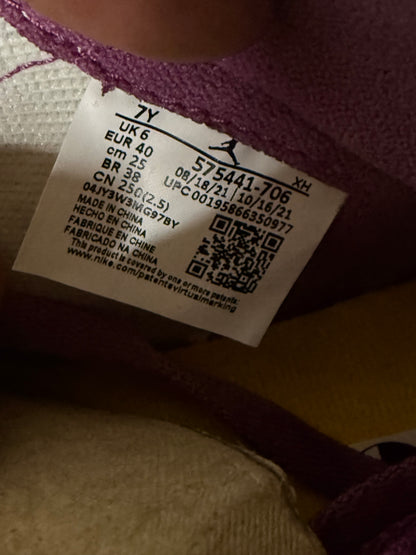 7Y
UK 6
EUR 40
cm 25
BR 38
CN 250(2.5)
04JY3W3MG97BY
MADE IN CHINA
HECHO EN CHINA
FABRIQUE EN CHINE
FABRICADO NA CHINA
This product is covered by one or more patents.
www.nike.com/patentsvirtualmarking
XH
575441-706
08/18/21 10/16/21
UPC 00195866350977